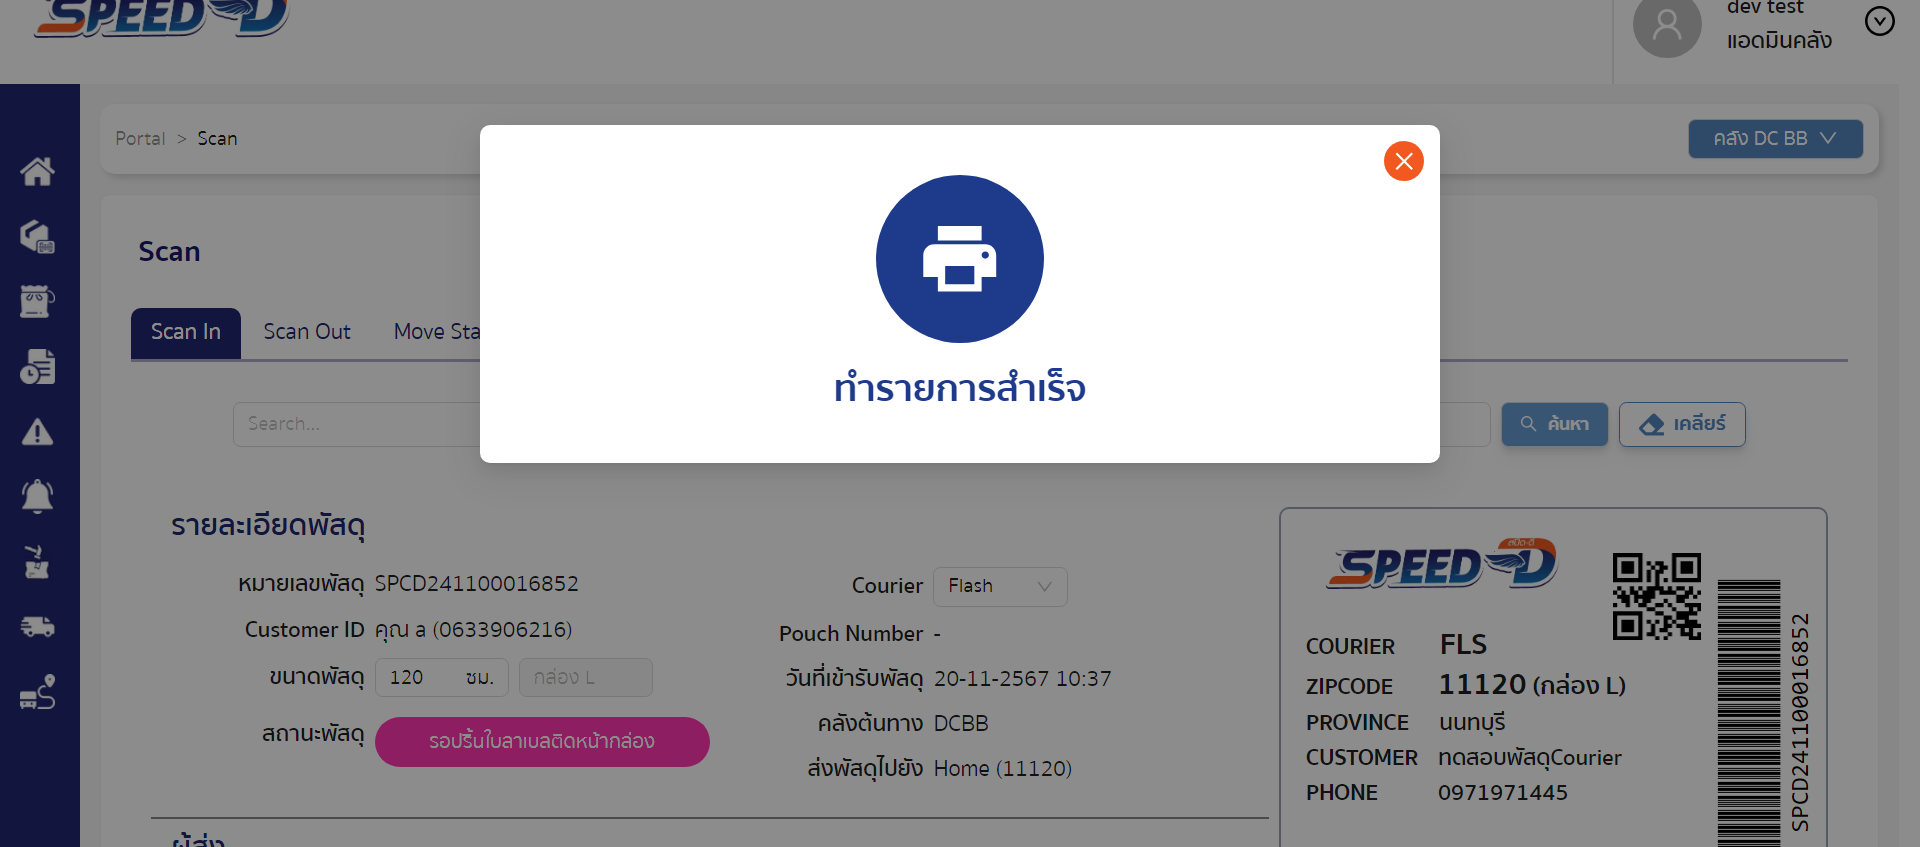 SPEED D
dev test
แอดมินคลัง
Portal > Scan
คลัง DC BB
Scan
Scan In
Scan Out
Move Sta
ทำรายการสำเร็จ
Search...
ค้นหา
เคลียร์
รายละเอียดพัสดุ
หมายเลขพัสดุ SPCD241100016852
Customer ID คุณ a (0633906216)
ขนาดพัสดุ 120 ซม. กล่อง L
สถานะพัสดุ รอปริ้นใบลาเบลติดหน้ากล่อง
Courier Flash
Pouch Number -
วันที่เข้ารับพัสดุ 20-11-2567 10:37
คลังต้นทาง DCBB
ส่งพัสดุไปยัง Home (11120)
สปีด-ดี
SPEED D
COURIER FLS
ZIPCODE 11120 (กล่อง L)
PROVINCE นนทบุรี
CUSTOMER ทดสอบพัสดุCourier
PHONE 0971971445
SPCD241100016852
ผู้ส่ง